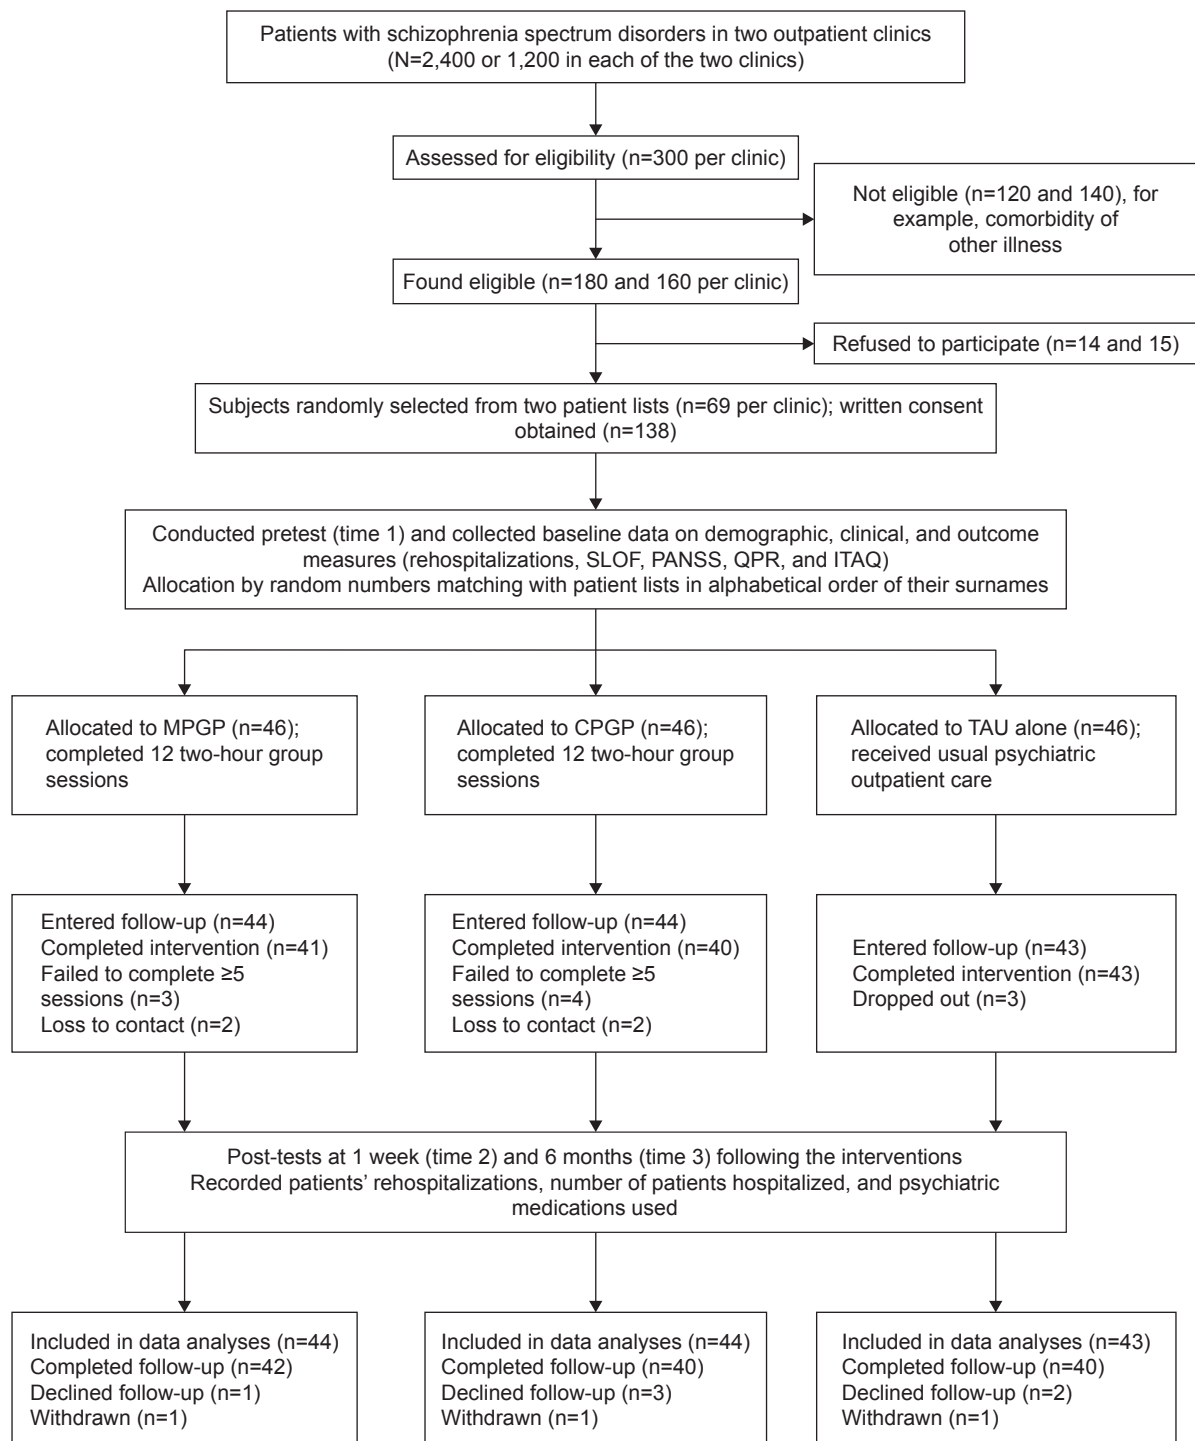 Patients with schizophrenia spectrum disorders in two outpatient clinics
(N=2,400 or 1,200 in each of the two clinics)
Assessed for eligibility (n=300 per clinic)
Not eligible (n=120 and 140), for
example, comorbidity of
other illness
Found eligible (n=180 and 160 per clinic)
Refused to participate (n=14 and 15)
Subjects randomly selected from two patient lists (n=69 per clinic); written consent
obtained (n=138)
Conducted pretest (time 1) and collected baseline data on demographic, clinical, and outcome
measures (rehospitalizations, SLOF, PANSS, QPR, and ITAQ)
Allocation by random numbers matching with patient lists in alphabetical order of their surnames
Allocated to MPGP (n=46);
completed 12 two-hour group
sessions
Allocated to CPGP (n=46);
completed 12 two-hour group
sessions
Allocated to TAU alone (n=46);
received usual psychiatric
outpatient care
Entered follow-up (n=44)
Completed intervention (n=41)
Failed to complete ≥5
sessions (n=3)
Loss to contact (n=2)
Entered follow-up (n=44)
Completed intervention (n=40)
Failed to complete ≥5
sessions (n=4)
Loss to contact (n=2)
Entered follow-up (n=43)
Completed intervention (n=43)
Dropped out (n=3)
Post-tests at 1 week (time 2) and 6 months (time 3) following the interventions
Recorded patients’ rehospitalizations, number of patients hospitalized, and psychiatric
medications used
Included in data analyses (n=44)
Completed follow-up (n=42)
Declined follow-up (n=1)
Withdrawn (n=1)
Included in data analyses (n=44)
Completed follow-up (n=40)
Declined follow-up (n=3)
Withdrawn (n=1)
Included in data analyses (n=43)
Completed follow-up (n=40)
Declined follow-up (n=2)
Withdrawn (n=1)